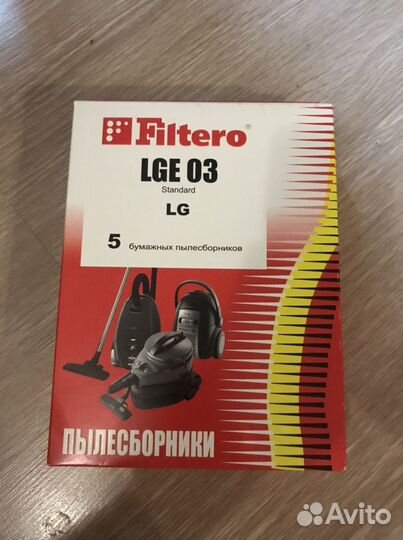 Filtero®
LGE 03
Standard
LG
5 бумажных пылесборников
ПЫЛЕСБОРНИКИ
Avito